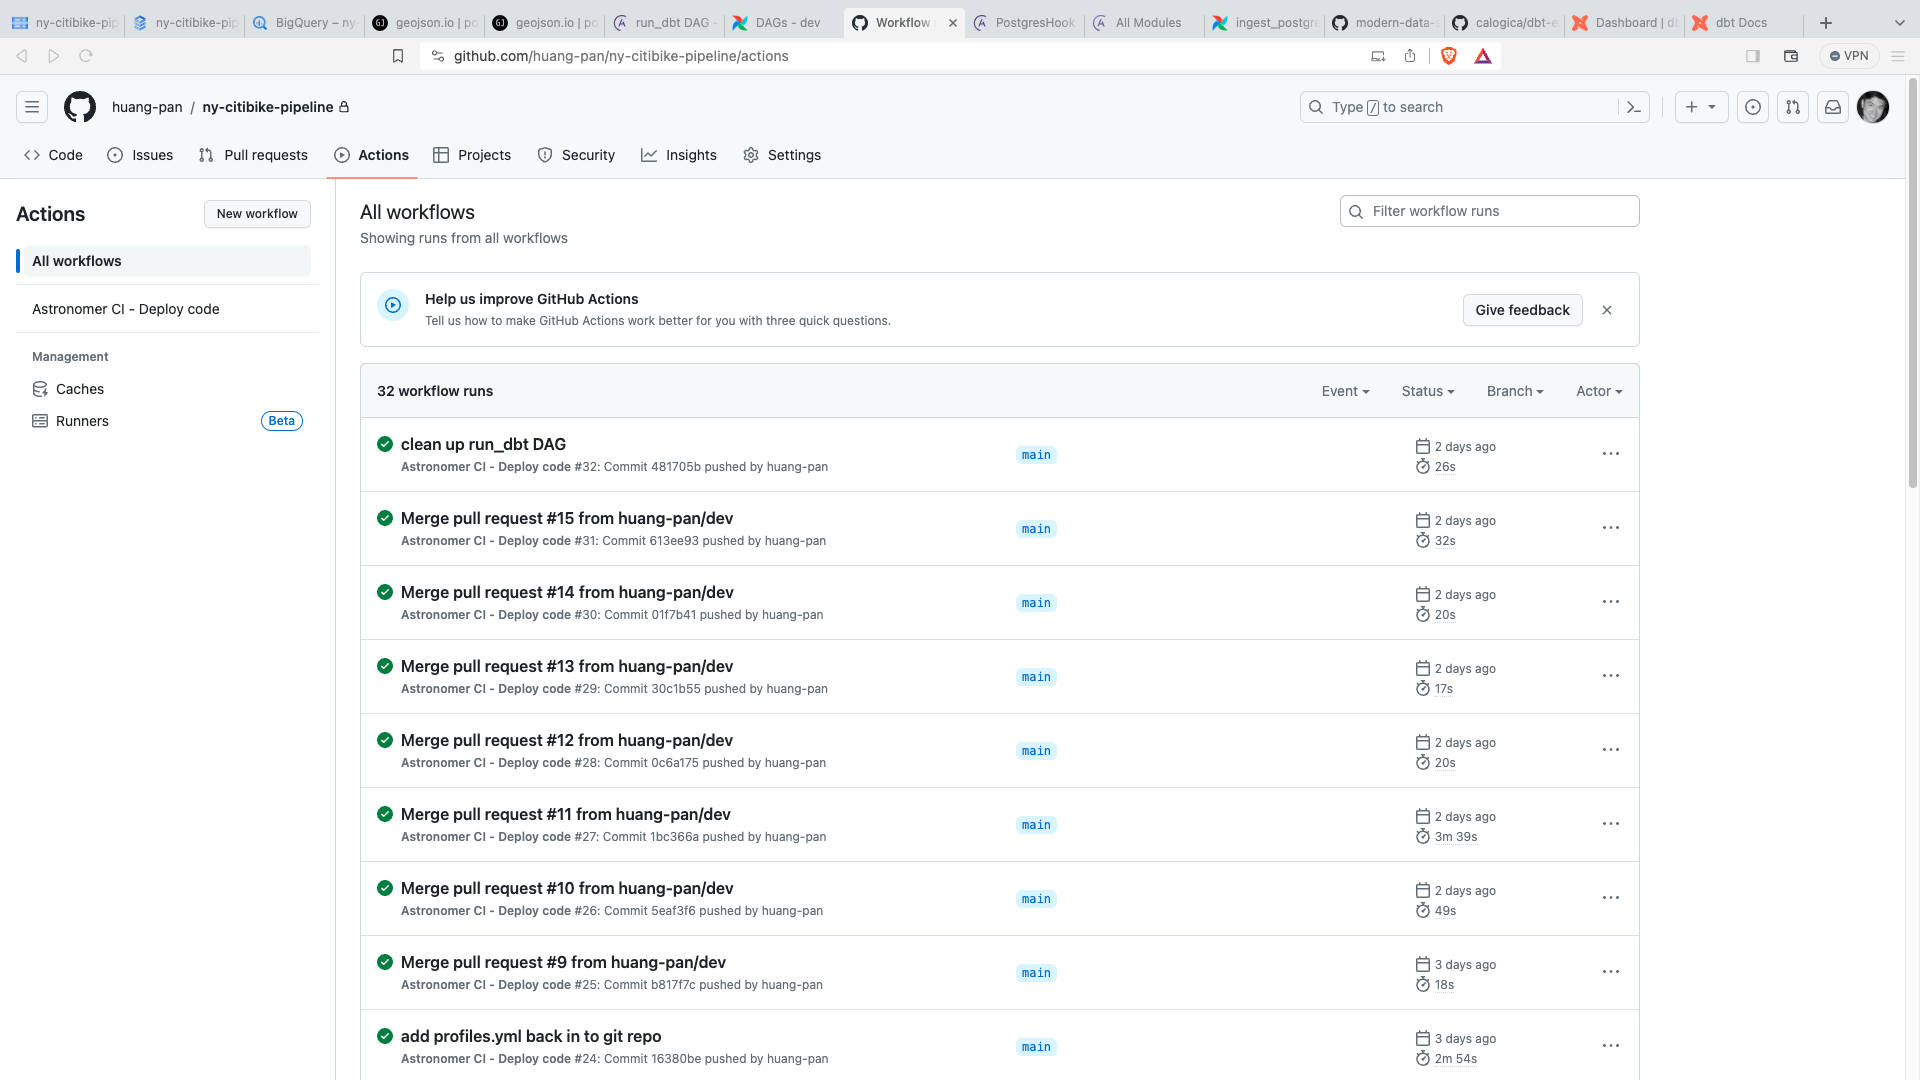 ny-citibike-pip
ny-citibike-pip
BigQuery – ny-
geojson.io | po
geojson.io | po
run_dbt DAG -
DAGs - dev
Workflow
PostgresHook
All Modules
ingest_postgre
modern-data-s
calogica/dbt-e
Dashboard | db
dbt Docs
github.com/huang-pan/ny-citibike-pipeline/actions
VPN
huang-pan / ny-citibike-pipeline
Type / to search
Code
Issues
Pull requests
Actions
Projects
Security
Insights
Settings
Actions
New workflow
All workflows
Astronomer CI - Deploy code
Management
Caches
Runners
Beta
All workflows
Showing runs from all workflows
Filter workflow runs
Help us improve GitHub Actions
Tell us how to make GitHub Actions work better for you with three quick questions.
Give feedback
32 workflow runs
Event
Status
Branch
Actor
clean up run_dbt DAG
Astronomer CI - Deploy code #32: Commit 481705b pushed by huang-pan
main
2 days ago
26s
Merge pull request #15 from huang-pan/dev
Astronomer CI - Deploy code #31: Commit 613ee93 pushed by huang-pan
main
2 days ago
32s
Merge pull request #14 from huang-pan/dev
Astronomer CI - Deploy code #30: Commit 01f7b41 pushed by huang-pan
main
2 days ago
20s
Merge pull request #13 from huang-pan/dev
Astronomer CI - Deploy code #29: Commit 30c1b55 pushed by huang-pan
main
2 days ago
17s
Merge pull request #12 from huang-pan/dev
Astronomer CI - Deploy code #28: Commit 0c6a175 pushed by huang-pan
main
2 days ago
20s
Merge pull request #11 from huang-pan/dev
Astronomer CI - Deploy code #27: Commit 1bc366a pushed by huang-pan
main
2 days ago
3m 39s
Merge pull request #10 from huang-pan/dev
Astronomer CI - Deploy code #26: Commit 5eaf3f6 pushed by huang-pan
main
2 days ago
49s
Merge pull request #9 from huang-pan/dev
Astronomer CI - Deploy code #25: Commit b817f7c pushed by huang-pan
main
3 days ago
18s
add profiles.yml back in to git repo
Astronomer CI - Deploy code #24: Commit 16380be pushed by huang-pan
main
3 days ago
2m 54s